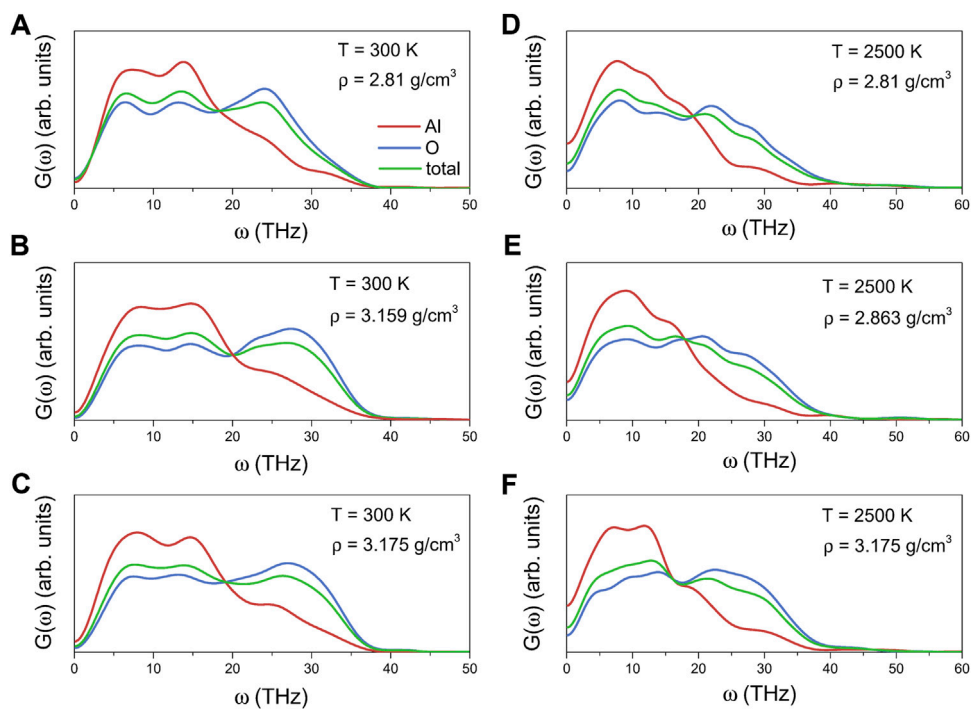 A
G(ω) (arb. units)
T = 300 K
ρ = 2.81 g/cm³
Al
O
total
0 10 20 30 40 50
ω (THz)
D
G(ω) (arb. units)
T = 2500 K
ρ = 2.81 g/cm³
0 10 20 30 40 50 60
ω (THz)
B
G(ω) (arb. units)
T = 300 K
ρ = 3.159 g/cm³
0 10 20 30 40 50
ω (THz)
E
G(ω) (arb. units)
T = 2500 K
ρ = 2.863 g/cm³
0 10 20 30 40 50 60
ω (THz)
C
G(ω) (arb. units)
T = 300 K
ρ = 3.175 g/cm³
0 10 20 30 40 50
ω (THz)
F
G(ω) (arb. units)
T = 2500 K
ρ = 3.175 g/cm³
0 10 20 30 40 50 60
ω (THz)